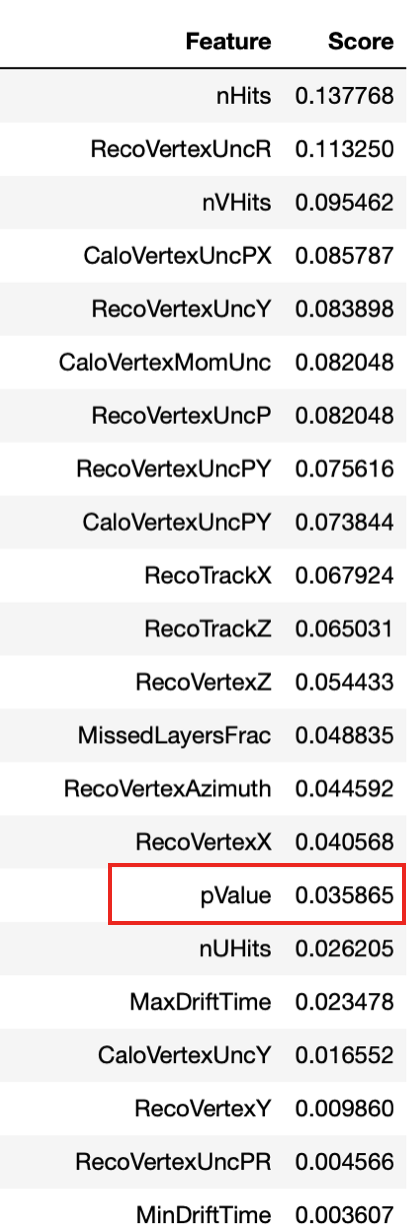 Feature Score
nHits 0.137768
RecoVertexUncR 0.113250
nVHits 0.095462
CaloVertexUncPX 0.085787
RecoVertexUncY 0.083898
CaloVertexMomUnc 0.082048
RecoVertexUncP 0.082048
RecoVertexUncPY 0.075616
CaloVertexUncPY 0.073844
RecoTrackX 0.067924
RecoTrackZ 0.065031
RecoVertexZ 0.054433
MissedLayersFrac 0.048835
RecoVertexAzimuth 0.044592
RecoVertexX 0.040568
pValue 0.035865
nUHits 0.026205
MaxDriftTime 0.023478
CaloVertexUncY 0.016552
RecoVertexY 0.009860
RecoVertexUncPR 0.004566
MinDriftTime 0.003607